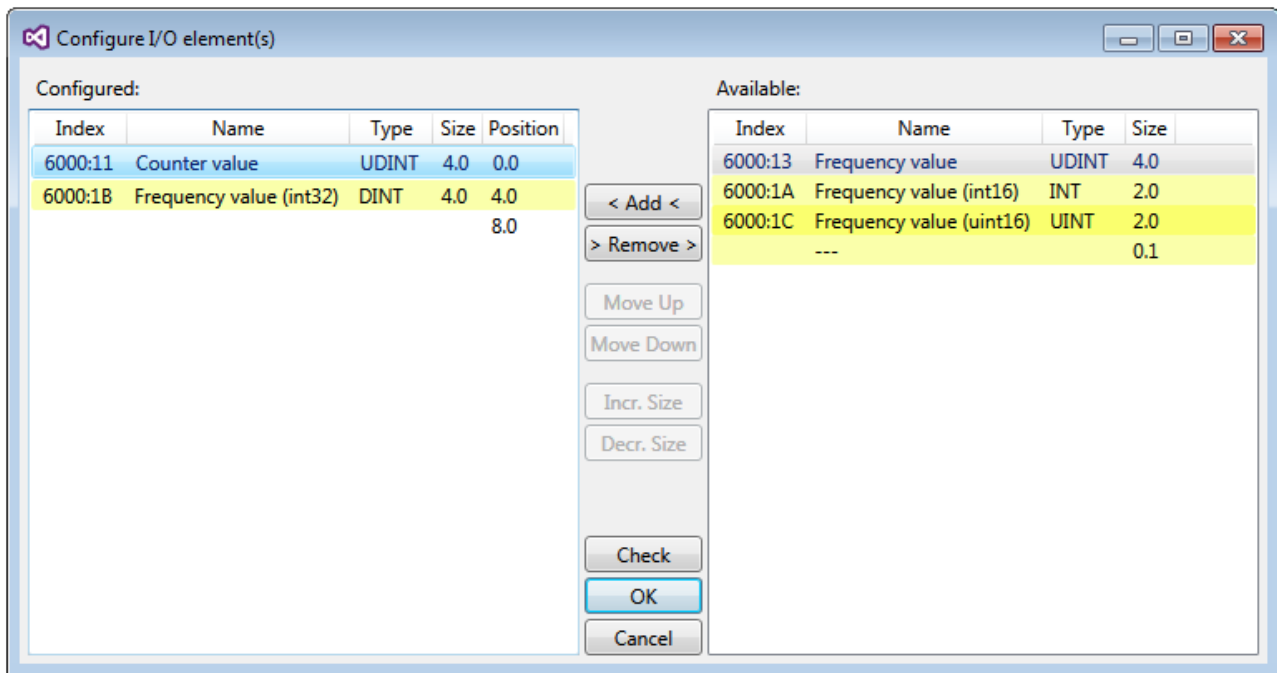 Configure I/O element(s)
Configured:
Index Name Type Size Position
6000:11 Counter value UDINT 4.0 0.0
6000:1B Frequency value (int32) DINT 4.0 4.0
8.0
< Add <
> Remove >
Move Up
Move Down
Incr. Size
Decr. Size
Check
OK
Cancel
Available:
Index Name Type Size
6000:13 Frequency value UDINT 4.0
6000:1A Frequency value (int16) INT 2.0
6000:1C Frequency value (uint16) UINT 2.0
--- 0.1